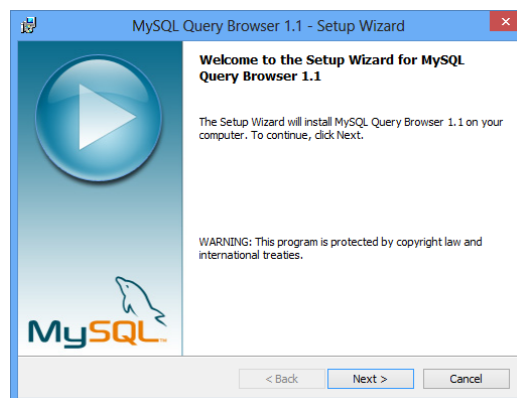 MySQL Query Browser 1.1 - Setup Wizard
Welcome to the Setup Wizard for MySQL
Query Browser 1.1
The Setup Wizard will install MySQL Query Browser 1.1 on your
computer. To continue, click Next.
WARNING: This program is protected by copyright law and
international treaties.
MySQL
< Back
Next >
Cancel